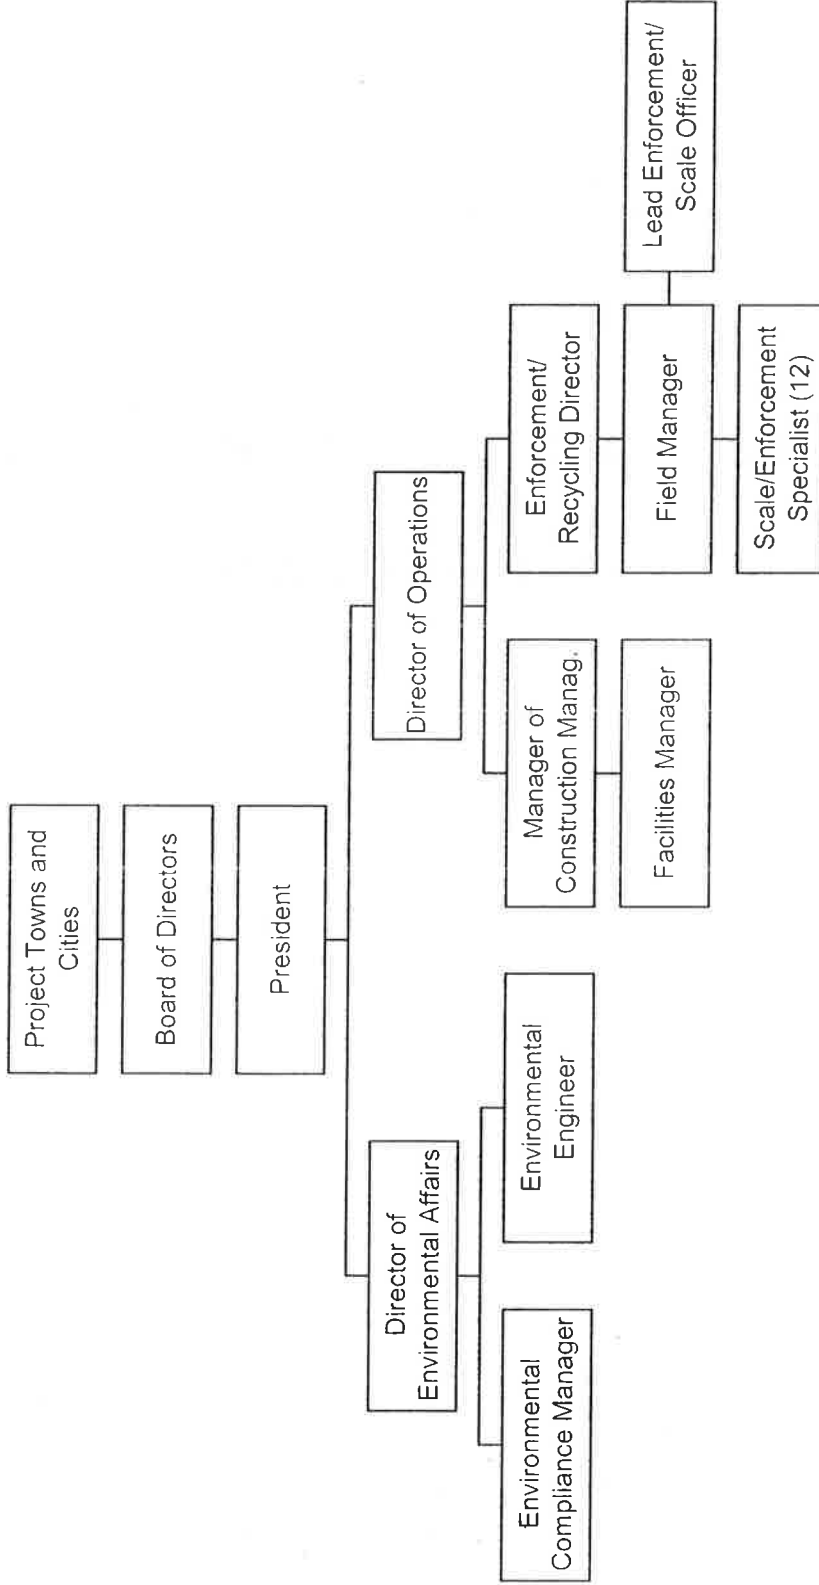 Project Towns and
Cities
Board of Directors
President
Director of
Environmental Affairs
Director of Operations
Environmental
Compliance Manager
Environmental
Engineer
Manager of
Construction Manag.
Enforcement/
Recycling Director
Facilities Manager
Field Manager
Lead Enforcement/
Scale Officer
Scale/Enforcement
Specialist (12)